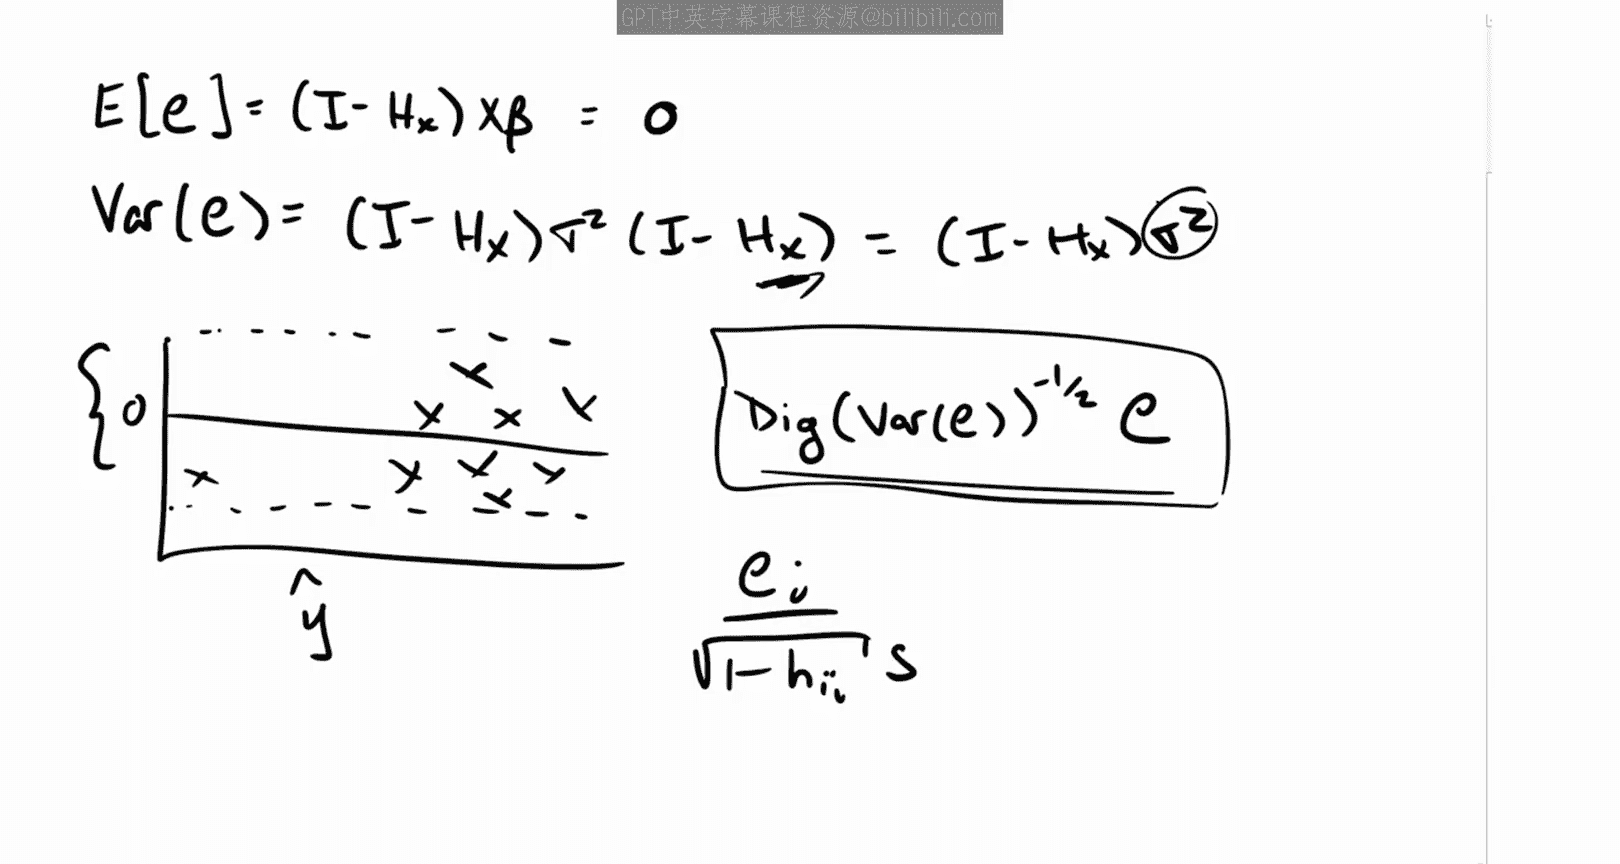 GPT中英字幕课程资源@bilibili.com
E[e] = (I - Hx) xβ = 0
Var(e) = (I - Hx) σ² (I - Hx) = (I - Hx) σ²
0
Dig(Var(e))^-1/2 e
ŷ
e_i
√1-h_ii s